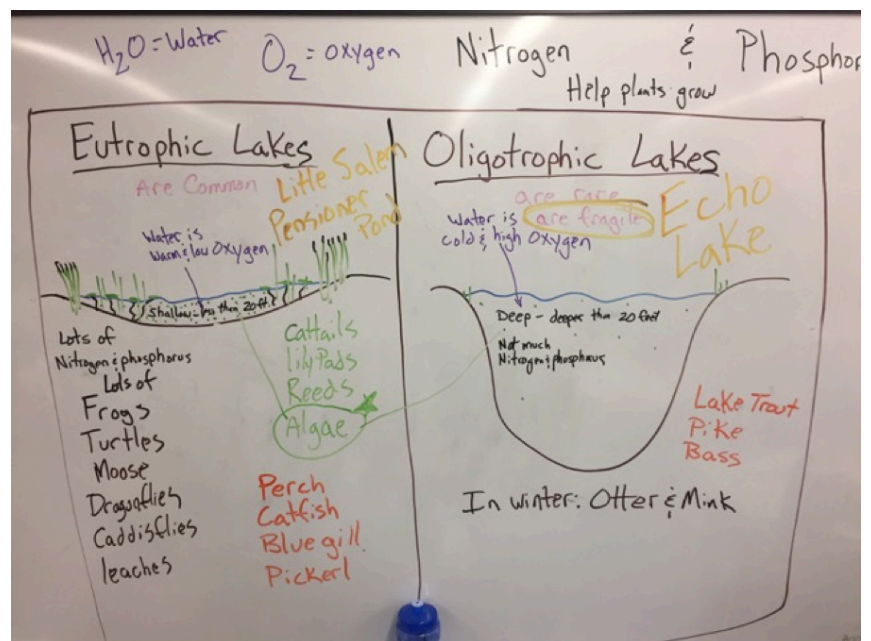 H2O = Water
O2 = Oxygen
Nitrogen & Phosphor
Help plants grow
Eutrophic Lakes
Are Common
Little Salem
Pensioner
Pond
Water is
warm & low Oxygen
Shallow - less than 20 ft.
Lots of
Nitrogen & phosphorus
Lots of
Frogs
Turtles
Moose
Dragonflies
Caddisflies
leaches
Cattails
lily Pads
Reeds
Algae
Perch
Catfish
Blue gill
Pickerl
Oligotrophic Lakes
are rare
are fragile
Echo
Lake
Water is
cold & high Oxygen
Deep - deeper than 20 feet
Not much
Nitrogen & phosphorus
Lake Trout
Pike
Bass
In winter: Otter & Mink